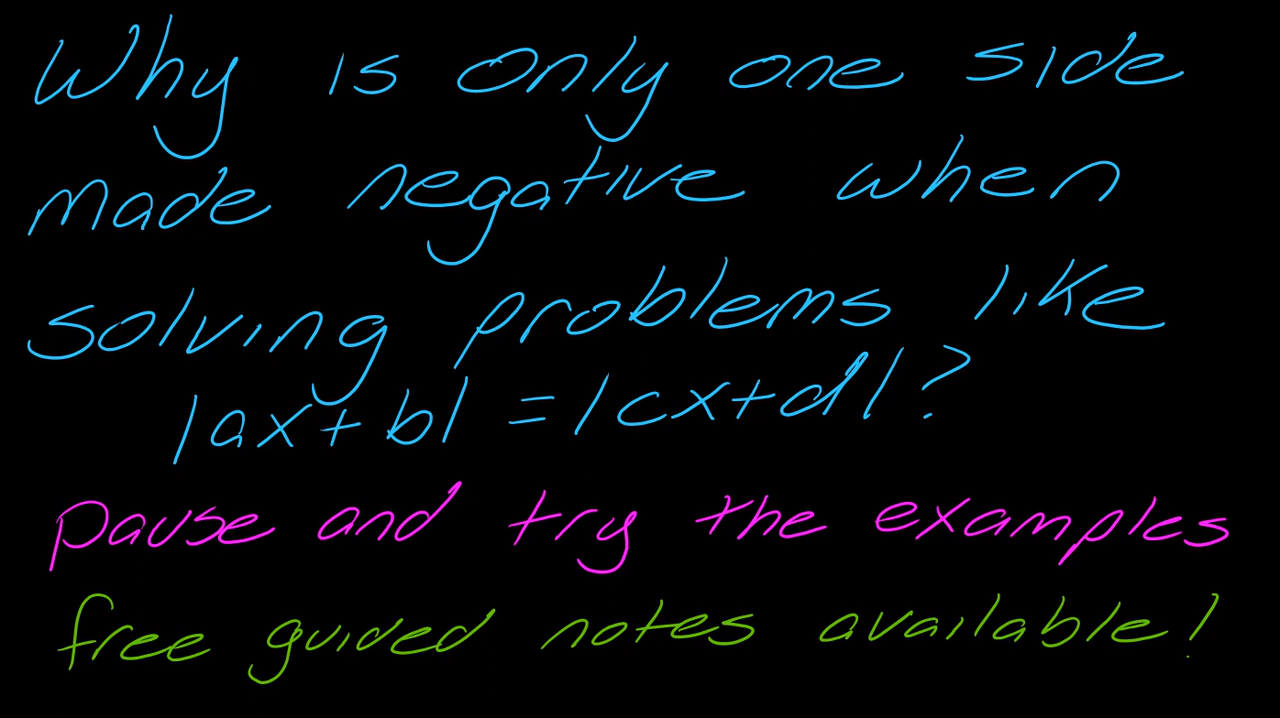 Why is only one side
made negative when
solving problems like
|ax+b| = |cx+d|?
pause and try the examples
free guided notes available!